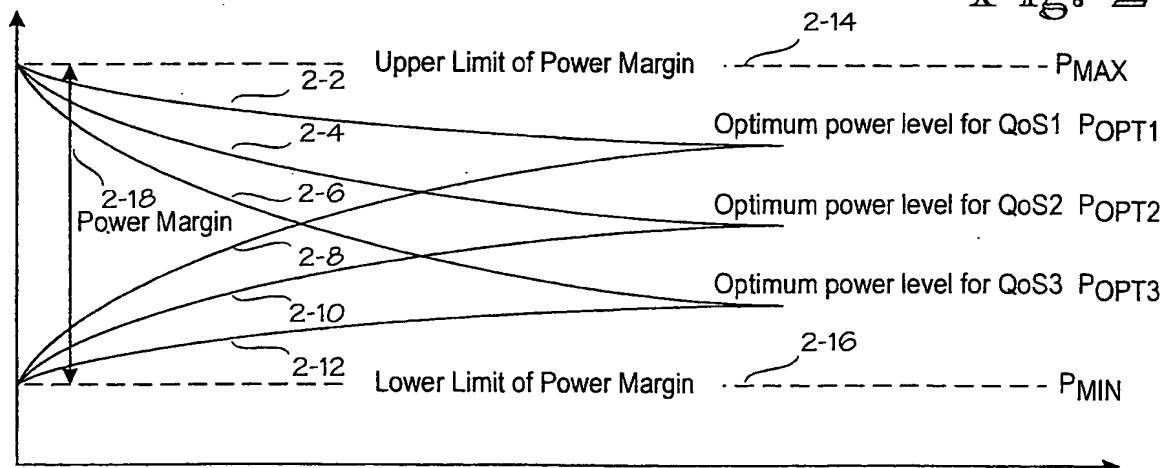 Fig. 2
2-14
Upper Limit of Power Margin
PMAX
2-2
Optimum power level for QoS1 POPT1
2-4
2-18
2-6
Power Margin
Optimum power level for QoS2 POPT2
2-8
Optimum power level for QoS3 POPT3
2-10
2-16
2-12
Lower Limit of Power Margin
PMIN